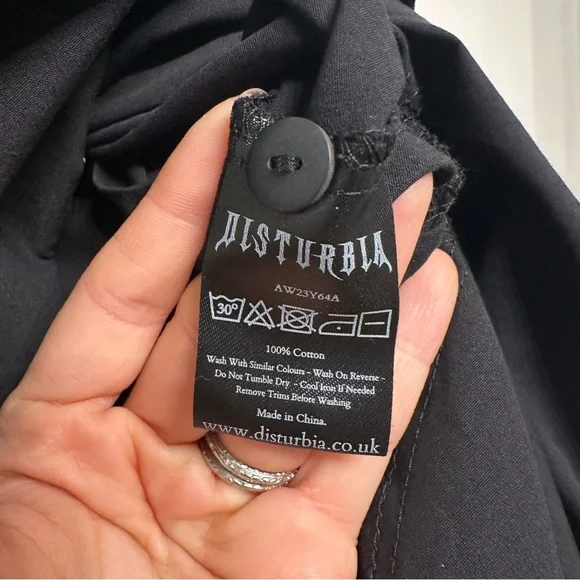 DISTURBIA
AW23Y64A
30°
100% Cotton
Wash With Similar Colours - Wash On Reverse -
Do Not Tumble Dry - Cool Iron If Needed
Remove Trims Before Washing
Made in China.
www.disturbia.co.uk